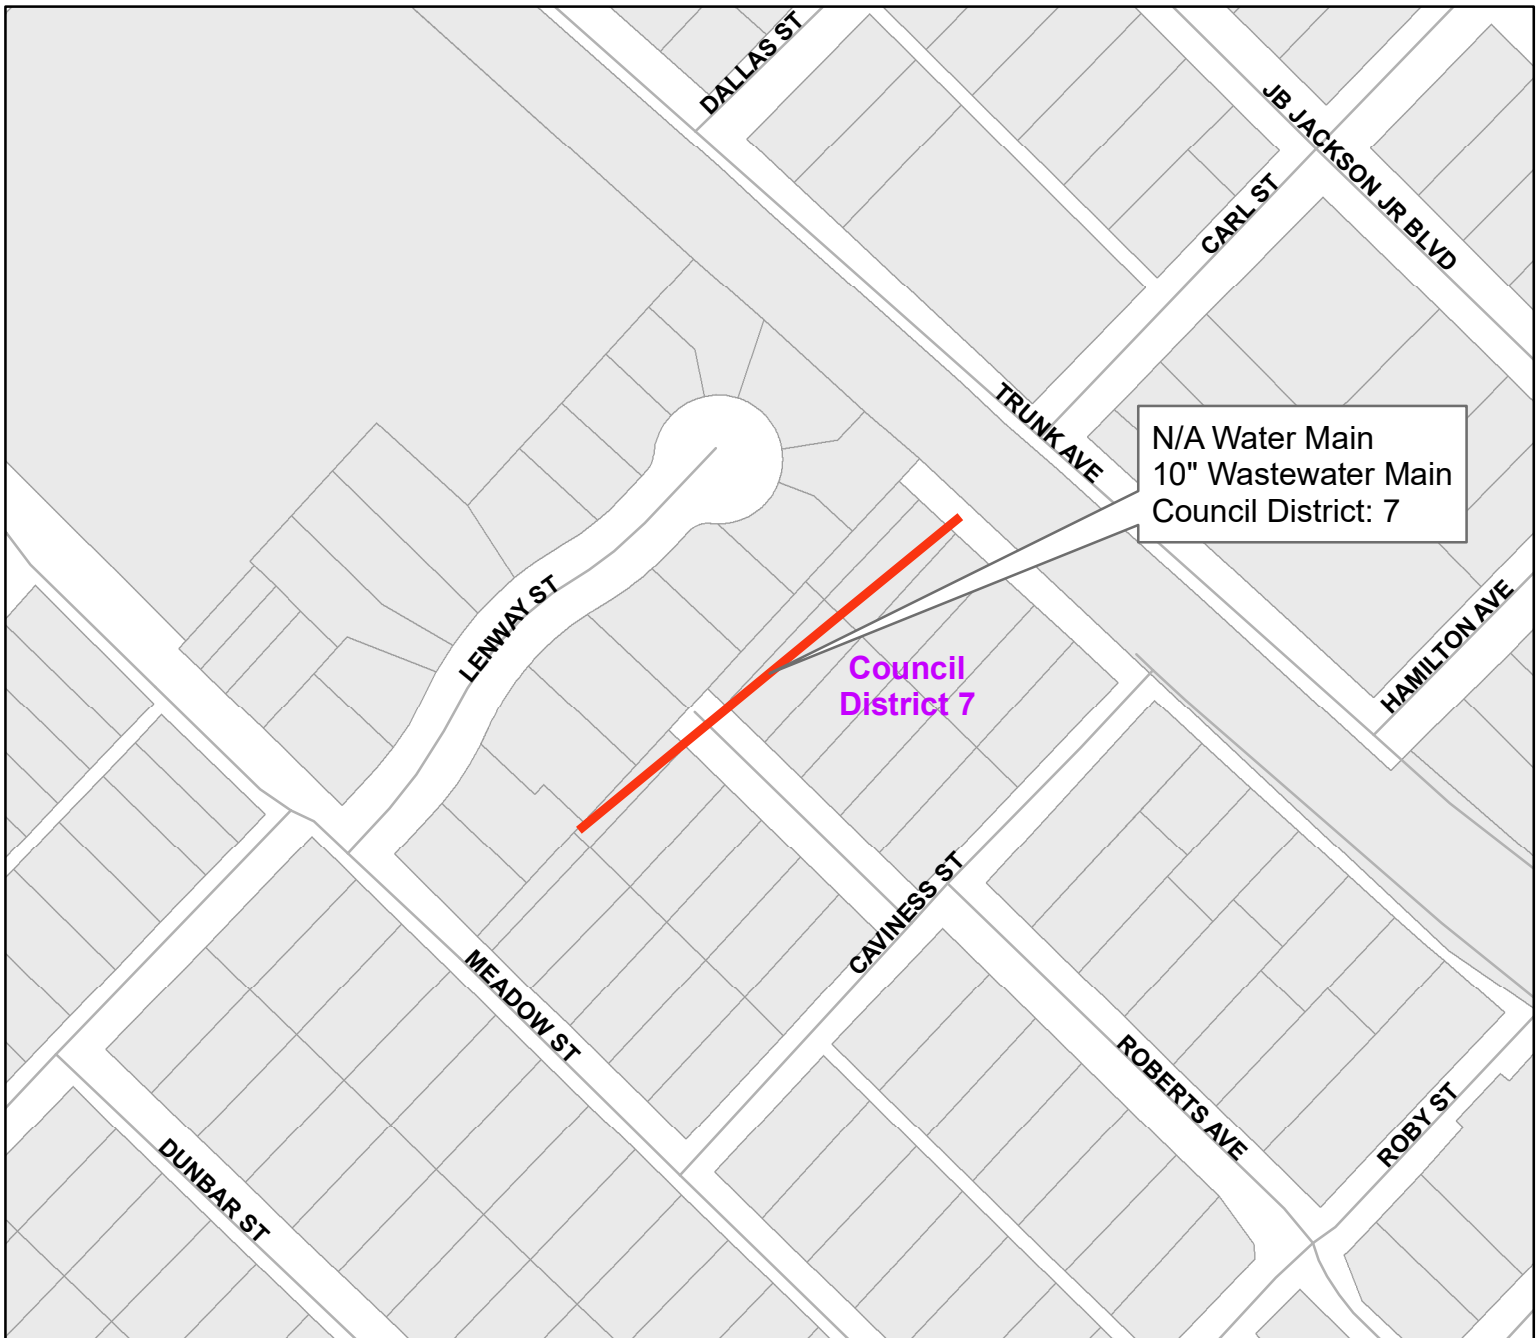 DALLAS ST
JB JACKSON JR BLVD
CARL ST
TRUNK AVE
N/A Water Main
10" Wastewater Main
Council District: 7
LENWAY ST
HAMILTON AVE
Council
District 7
CAVINESS ST
MEADOW ST
ROBERTS AVE
ROBY ST
DUNBAR ST